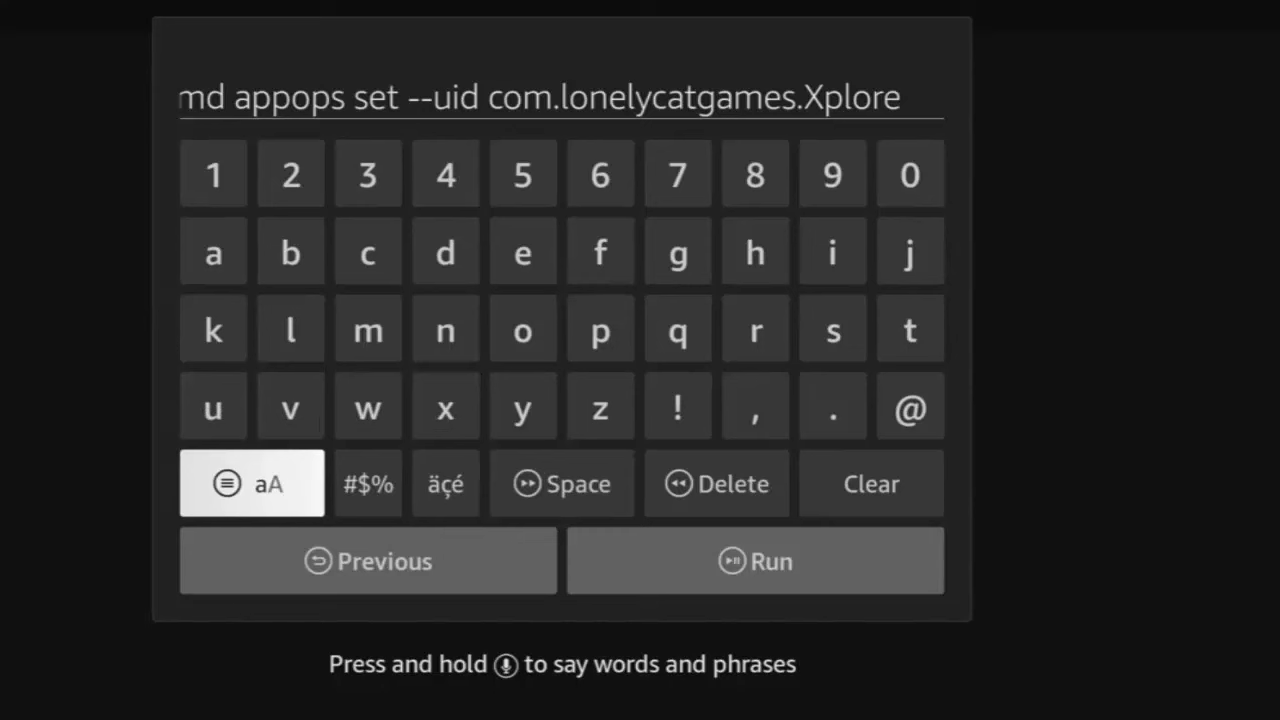 md appops set --uid com.lonelycatgames.Xplore
1 2 3 4 5 6 7 8 9 0
a b c d e f g h i j
k l m n o p q r s t
u v w x y z ! , . @
aA #$% äçé Space Delete Clear
Previous Run
Press and hold to say words and phrases